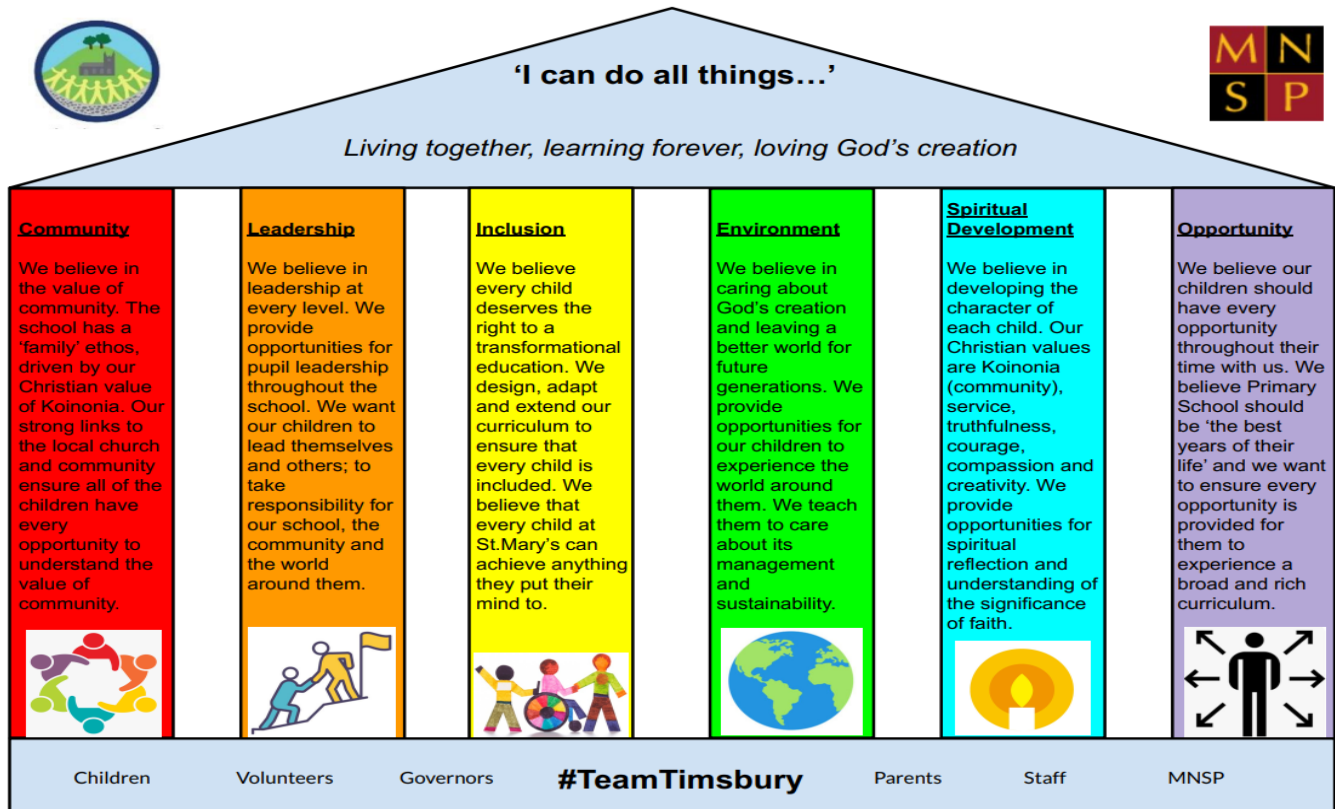 M N
S P
‘I can do all things…’
Living together, learning forever, loving God’s creation
Community
We believe in
the value of
community. The
school has a
‘family’ ethos,
driven by our
Christian value
of Koinonia. Our
strong links to
the local church
and community
ensure all of the
children have
every
opportunity to
understand the
value of
community.
Leadership
We believe in
leadership at
every level. We
provide
opportunities for
pupil leadership
throughout the
school. We want
our children to
lead themselves
and others; to
take
responsibility for
our school, the
community and
the world
around them.
Inclusion
We believe
every child
deserves the
right to a
transformational
education. We
design, adapt
and extend our
curriculum to
ensure that
every child is
included. We
believe that
every child at
St.Mary’s can
achieve anything
they put their
mind to.
Environment
We believe in
caring about
God’s creation
and leaving a
better world for
future
generations. We
provide
opportunities for
our children to
experience the
world around
them. We teach
them to care
about its
management
and
sustainability.
Spiritual
Development
We believe in
developing the
character of
each child. Our
Christian values
are Koinonia
(community),
service,
truthfulness,
courage,
compassion and
creativity. We
provide
opportunities for
spiritual
reflection and
understanding of
the significance
of faith.
Opportunity
We believe our
children should
have every
opportunity
throughout their
time with us. We
believe Primary
School should
be ‘the best
years of their
life’ and we want
to ensure every
opportunity is
provided for
them to
experience a
broad and rich
curriculum.
Children Volunteers Governors #TeamTimsbury Parents Staff MNSP